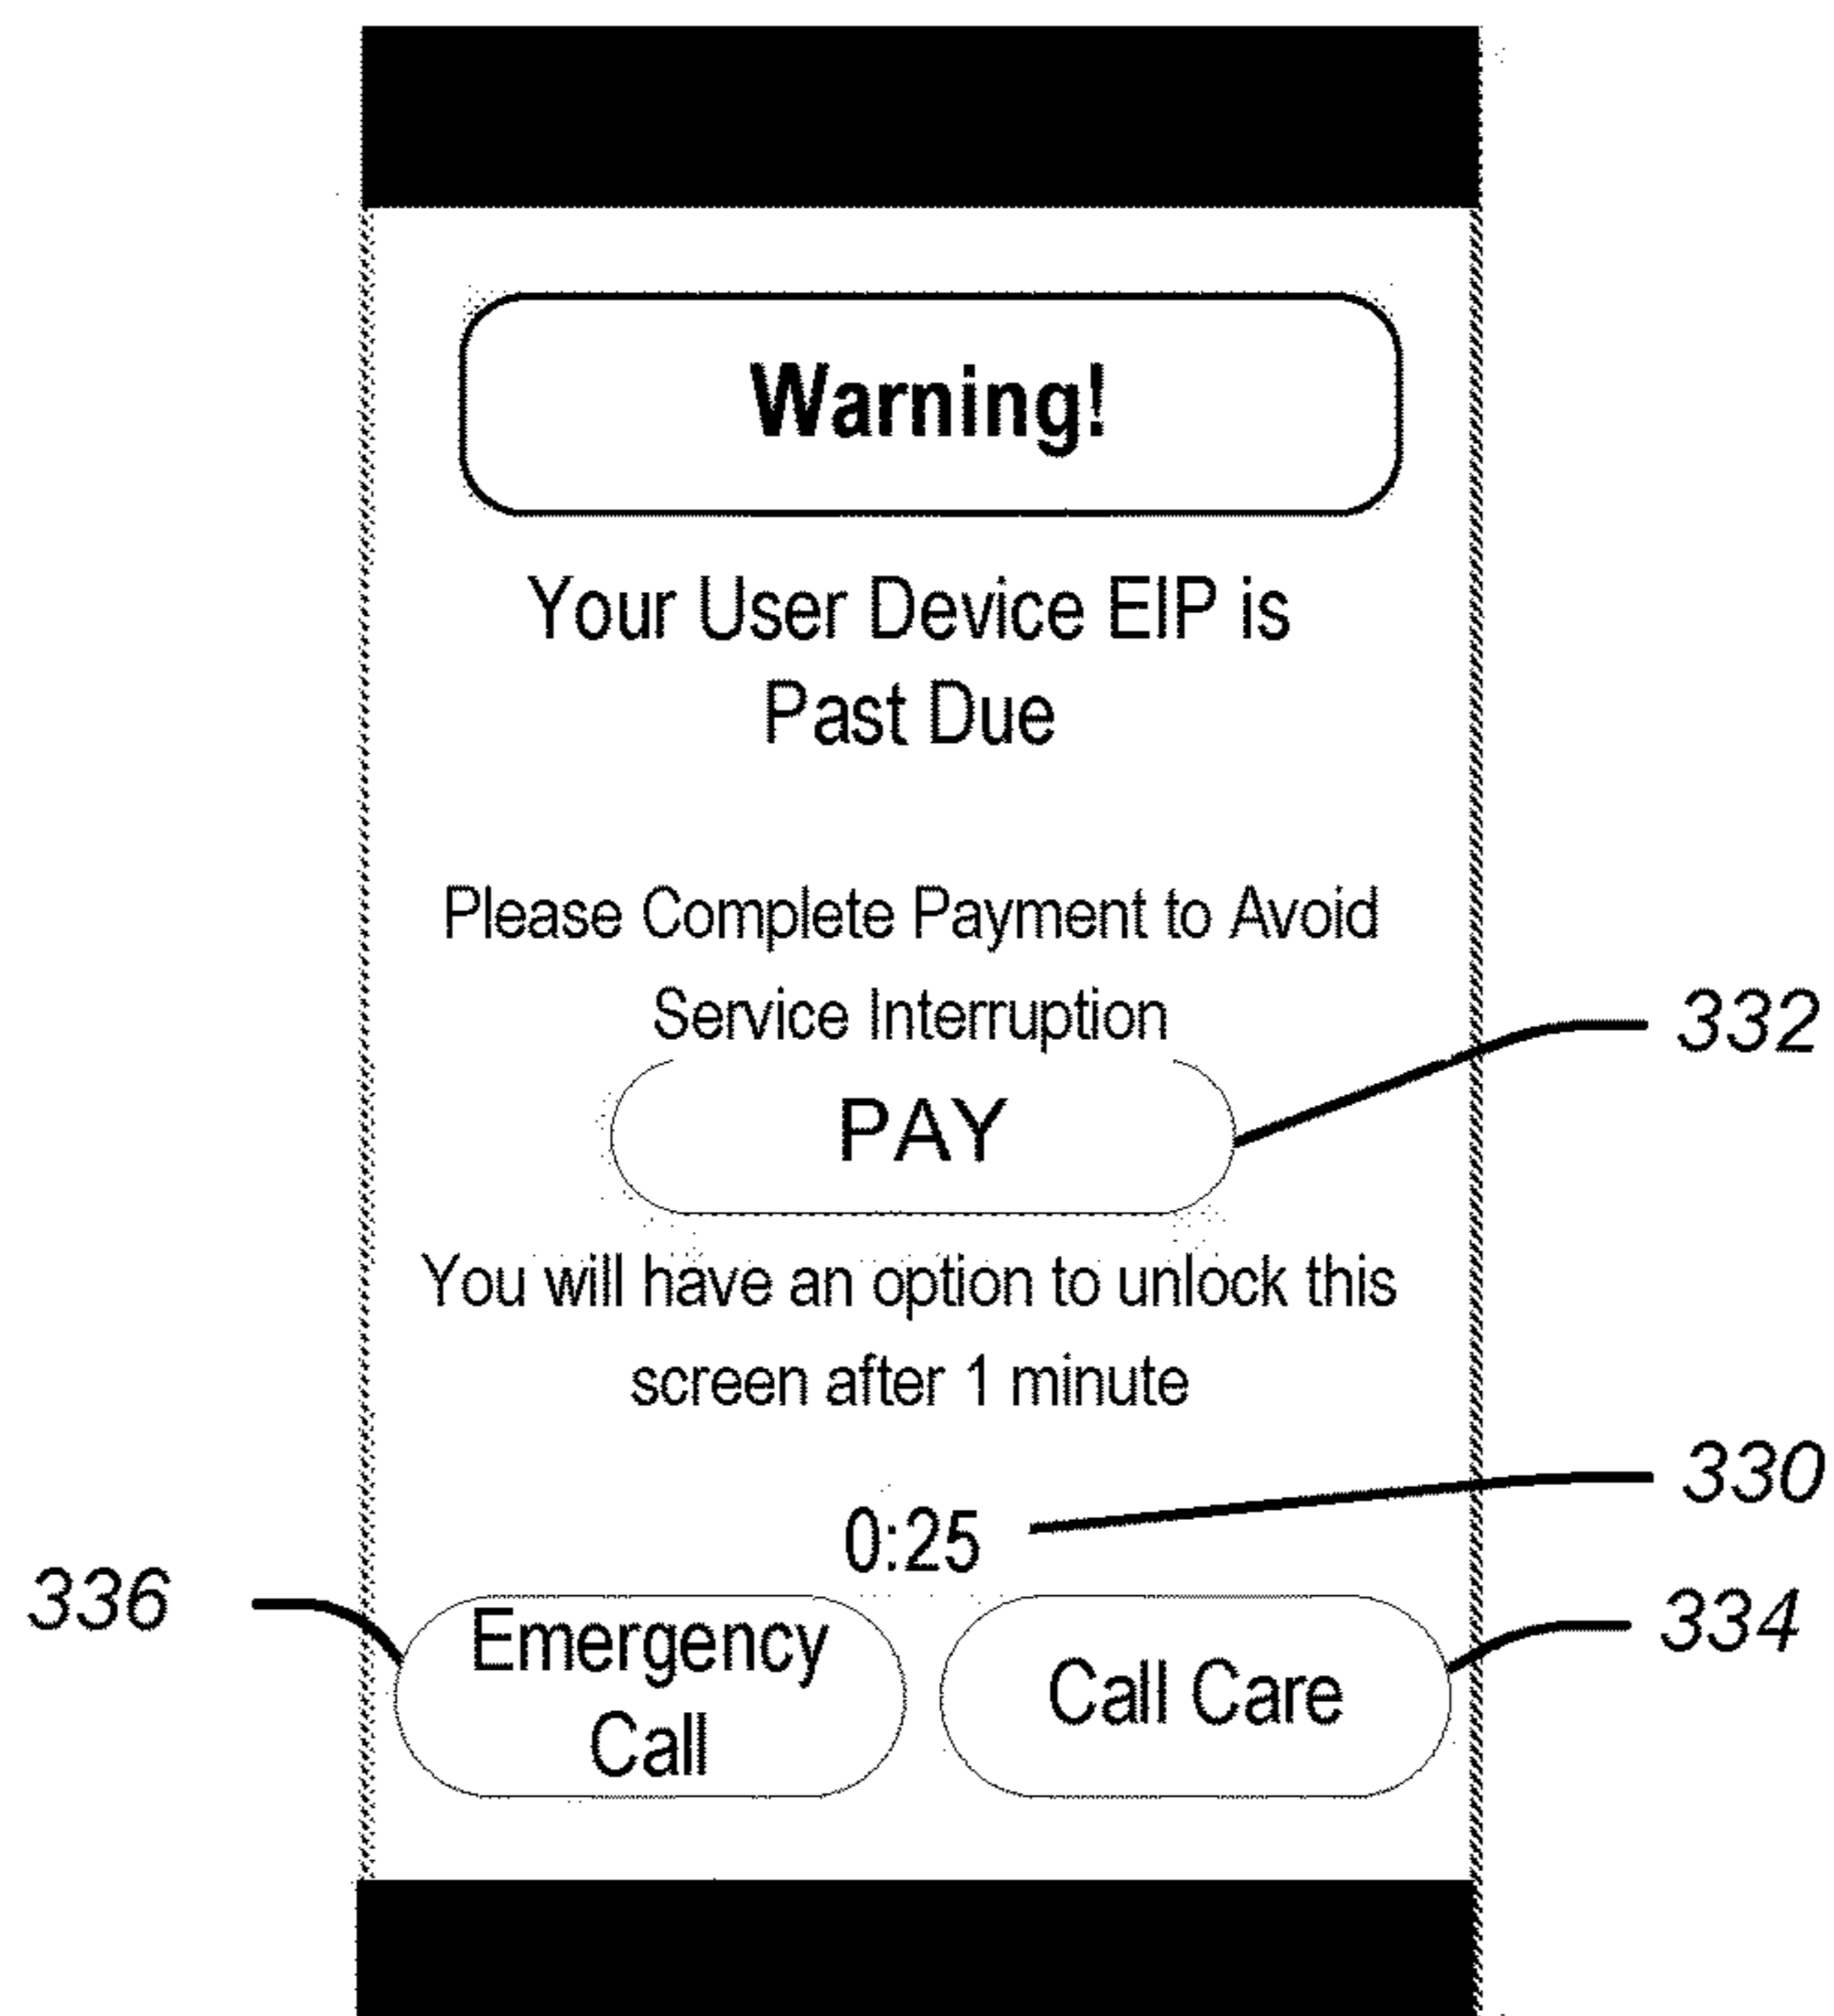 Warning!
Your User Device EIP is
Past Due
Please Complete Payment to Avoid
Service Interruption
332
PAY
You will have an option to unlock this
screen after 1 minute
330
0:25
336
Emergency
Call
Call Care
334